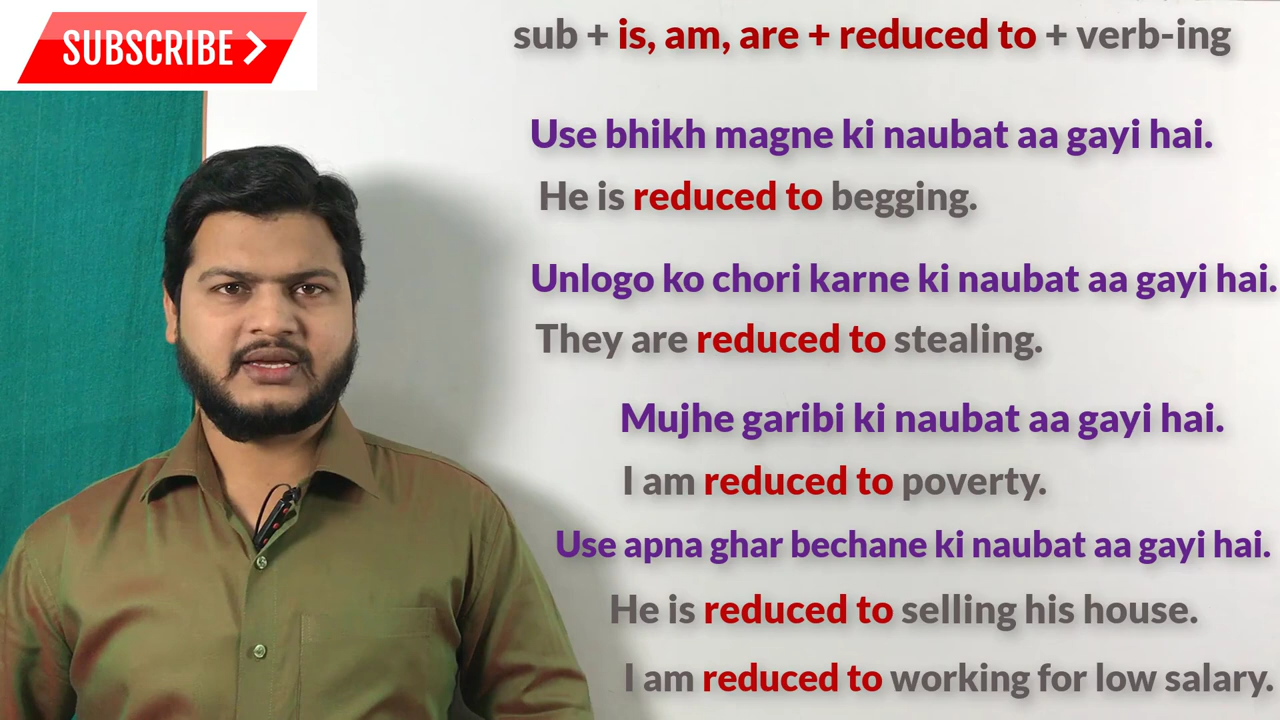 SUBSCRIBE
sub + is, am, are + reduced to + verb-ing
Use bhikh magne ki naubat aa gayi hai.
He is reduced to begging.
Unlogo ko chori karne ki naubat aa gayi hai.
They are reduced to stealing.
Mujhe garibi ki naubat aa gayi hai.
I am reduced to poverty.
Use apna ghar bechane ki naubat aa gayi hai.
He is reduced to selling his house.
I am reduced to working for low salary.